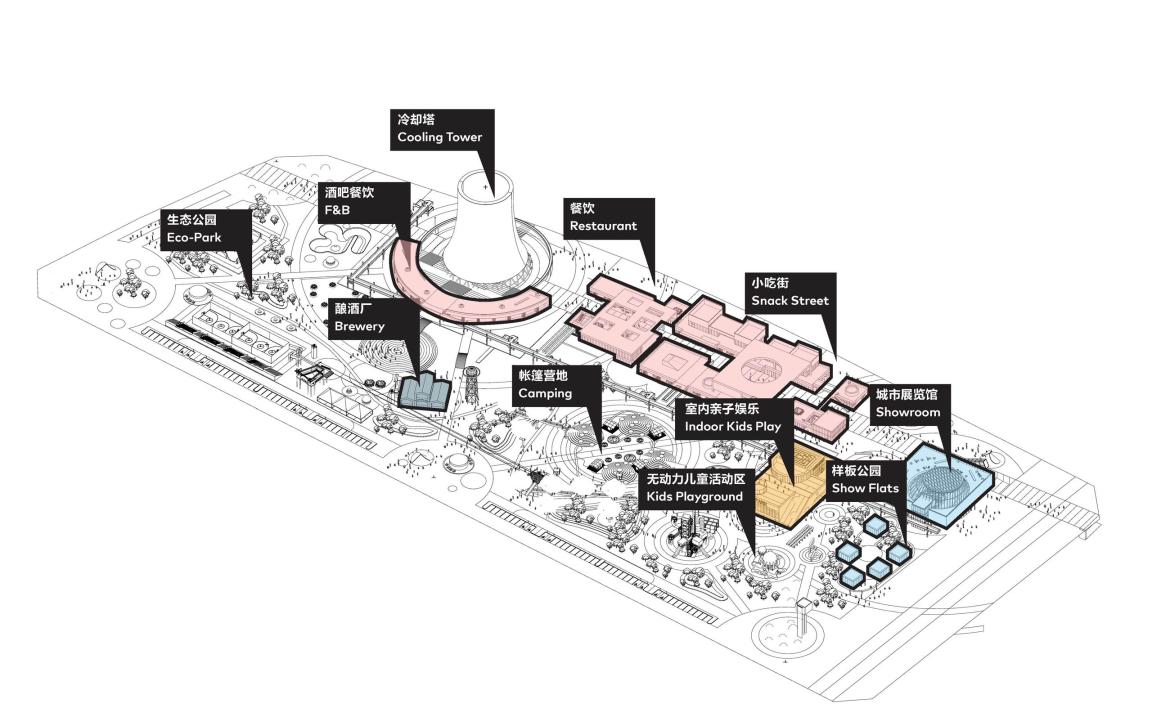 冷却塔
Cooling Tower
酒吧餐饮
F&B
生态公园
Eco-Park
餐饮
Restaurant
小吃街
Snack Street
酿酒厂
Brewery
帐篷营地
Camping
室内亲子娱乐
Indoor Kids Play
城市展览馆
Showroom
无动力儿童活动区
Kids Playground
样板公园
Show Flats